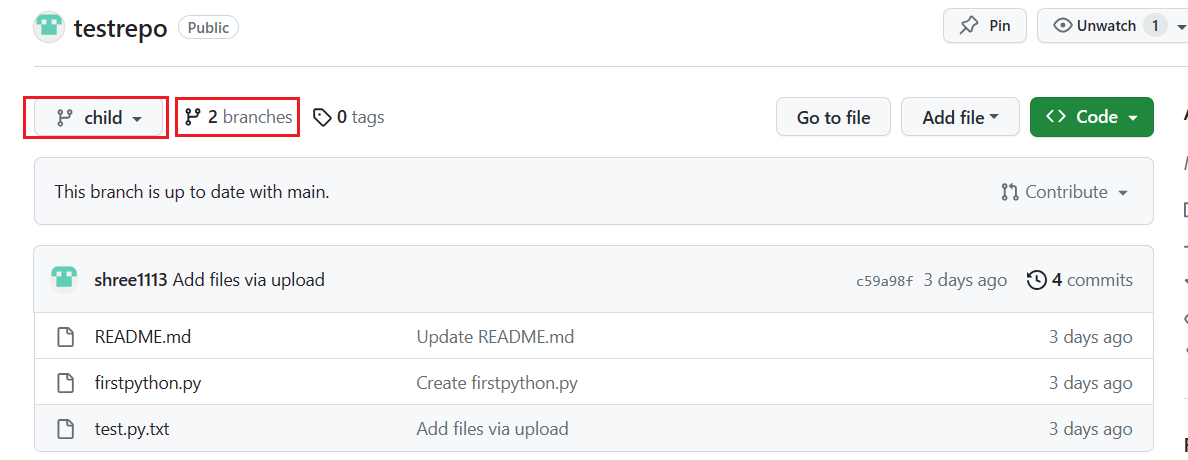 testrepo Public Pin Unwatch 1
child 2 branches 0 tags Go to file Add file Code
This branch is up to date with main. Contribute
shree1113 Add files via upload c59a98f 3 days ago 4 commits
README.md Update README.md 3 days ago
firstpython.py Create firstpython.py 3 days ago
test.py.txt Add files via upload 3 days ago